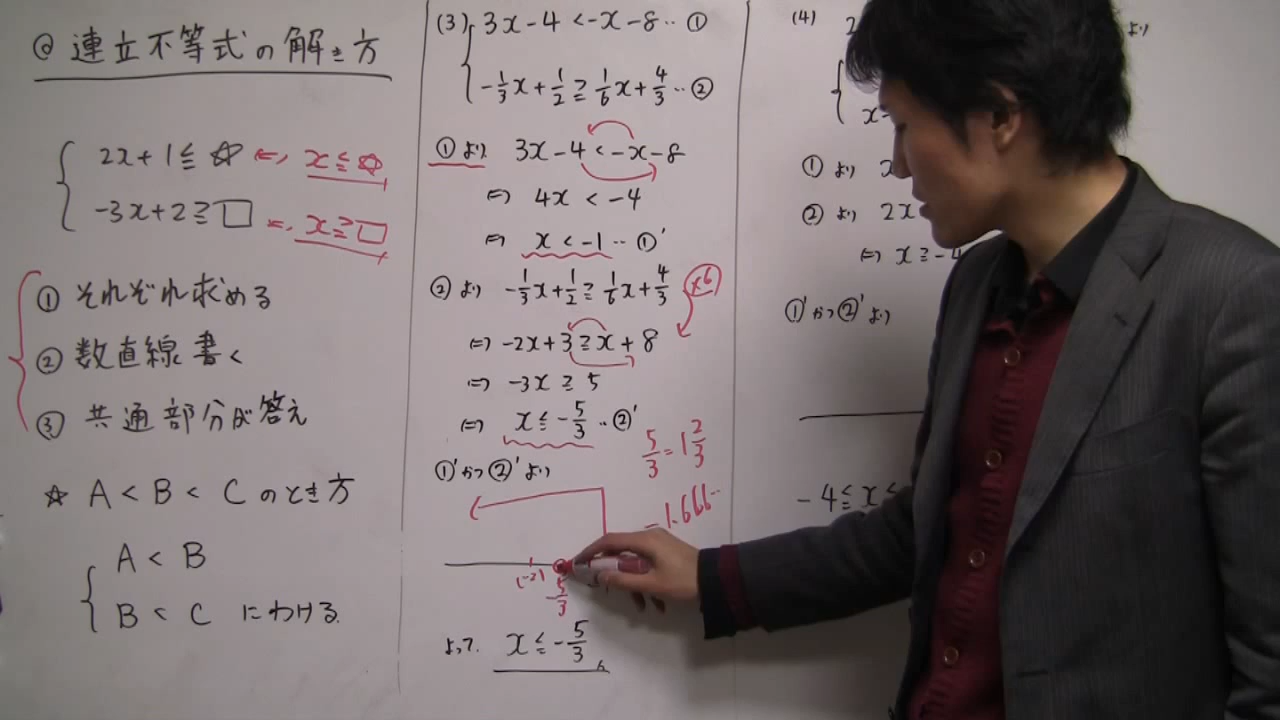 @ 連立不等式の解き方
2x+1≦☆ ⇔ x≦☆
-3x+2≧□ ⇔ x≧□
① それぞれ求める
② 数直線書く
③ 共通部分が答え
☆ A<B<Cのとき方
A<B
B<C にわける
(3) 3x-4<-x-8‥①
-1/3x+1/2≧1/6x+4/3‥②
①より 3x-4<-x-8
⇔ 4x<-4
⇔ x<-1‥①'
②より -1/3x+1/2≧1/6x+4/3 ×6
⇔ -2x+3≧x+8
⇔ -3x≧5
⇔ x≦-5/3‥②'
5/3=1 2/3
①'かつ②'より
-1.666‥
(-2) -5/3
よって、x≦-5/3
(4) 2 より
x-
①より x
②より 2x
⇔ x≧-4
①'かつ②'より
-4≦x≦